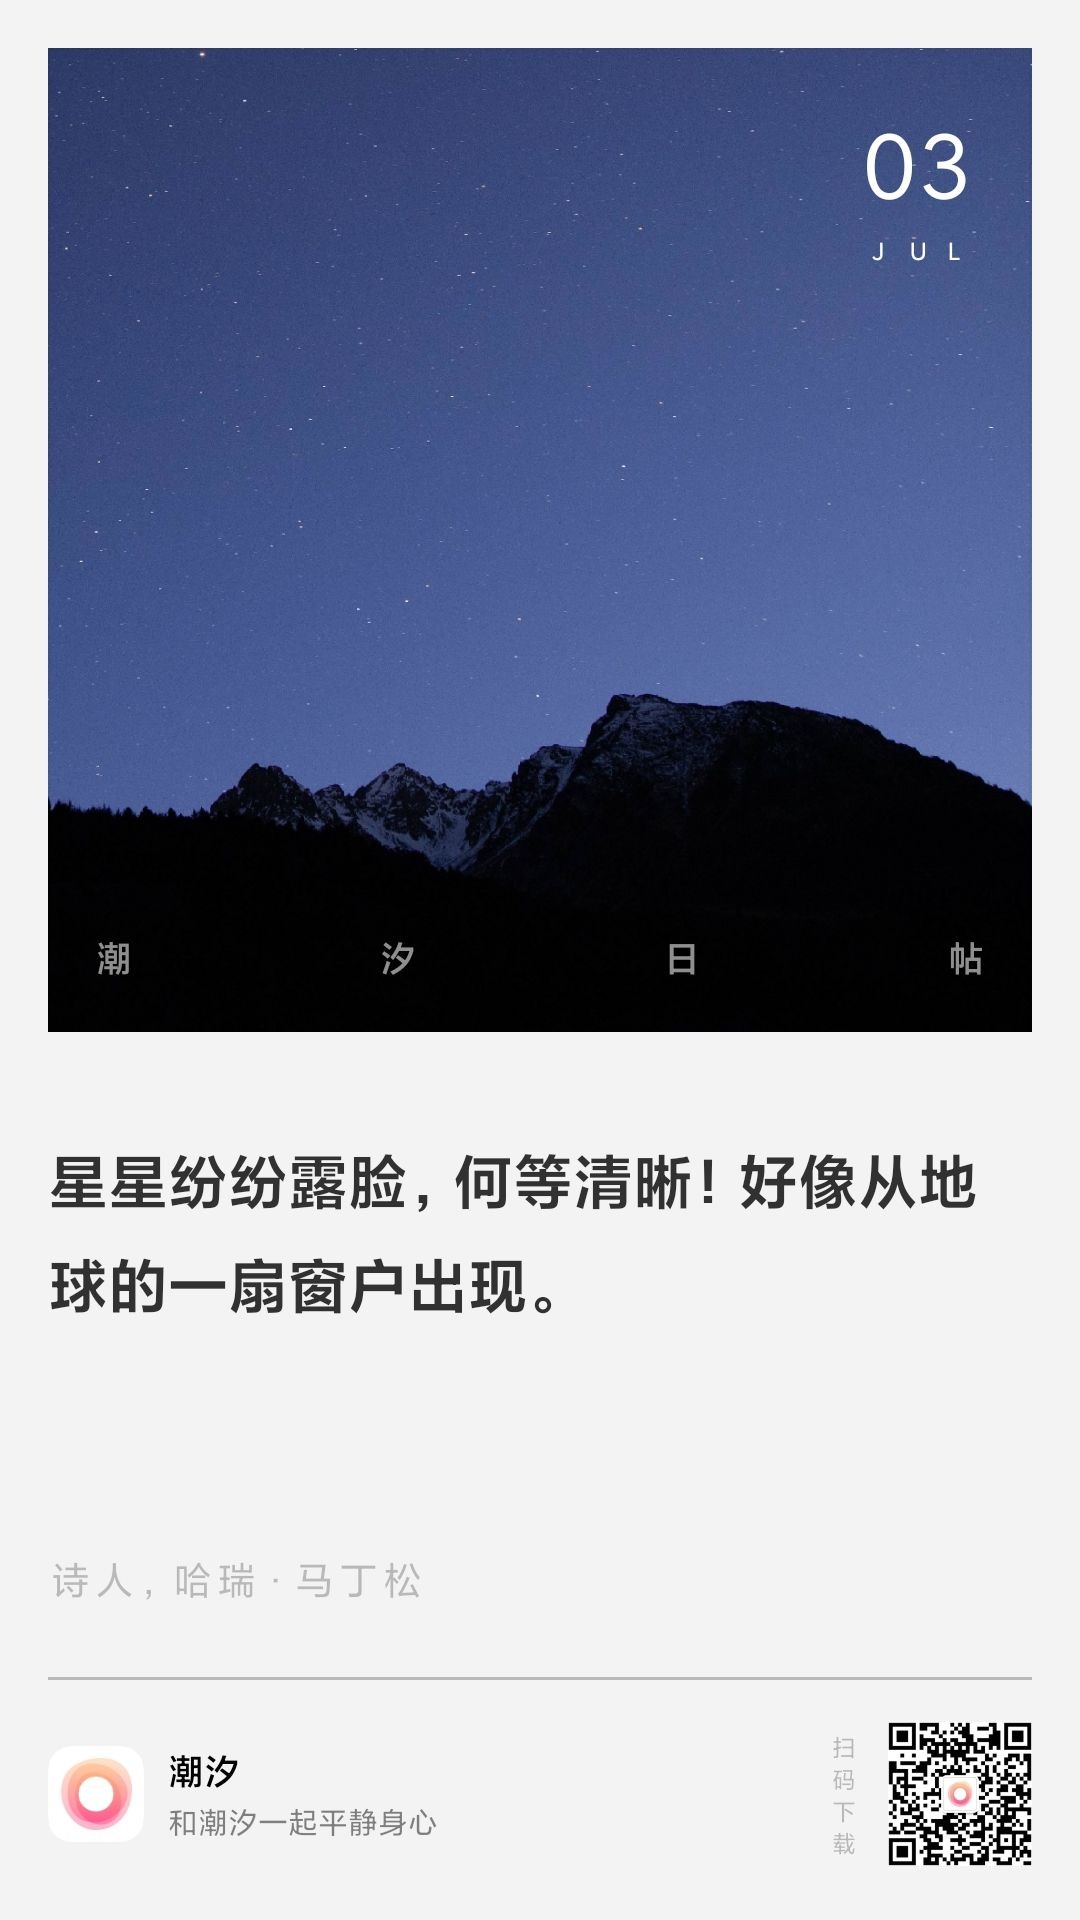 03
JUL
潮汐日帖
星星纷纷露脸，何等清晰！好像从地
球的一扇窗户出现。
诗人，哈瑞·马丁松
潮汐
和潮汐一起平静身心
扫码下载